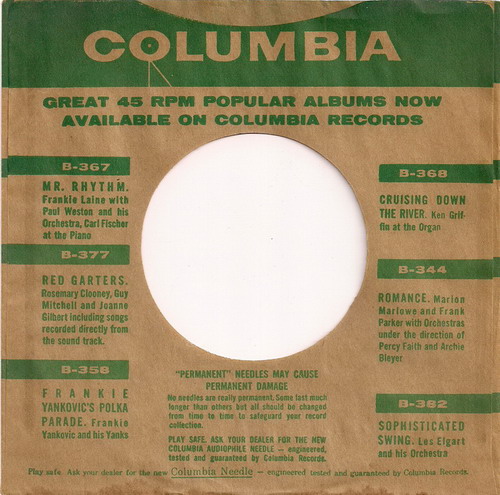 COLUMBIA
GREAT 45 RPM POPULAR ALBUMS NOW
AVAILABLE ON COLUMBIA RECORDS
B-367
MR. RHYTHM.
Frankie Laine with
Paul Weston and his
Orchestra, Carl Fischer
at the Piano
B-377
RED GARTERS.
Rosemary Clooney, Guy
Mitchell and Joanne
Gilbert including songs
recorded directly from
the sound track.
B-358
FRANKIE
YANKOVIC'S POLKA
PARADE. Frankie
Yankovic and his Yanks
B-368
CRUISING DOWN
THE RIVER. Ken Grif-
fin at the Organ
B-344
ROMANCE. Marion
Marlowe and Frank
Parker with Orchestras
under the direction of
Percy Faith and Archie
Bleyer
B-382
SOPHISTICATED
SWING. Les Elgart
and his Orchestra
"PERMANENT" NEEDLES MAY CAUSE
PERMANENT DAMAGE
No needles are really permanent. Some last much
longer than others but all should be changed
from time to time to safeguard your record
collection.
PLAY SAFE. ASK YOUR DEALER FOR THE NEW
COLUMBIA AUDIOPHILE NEEDLE – engineered,
tested and guaranteed by Columbia Records.
Play safe. Ask your dealer for the new Columbia Needle – engineered tested and guaranteed by Columbia Records.